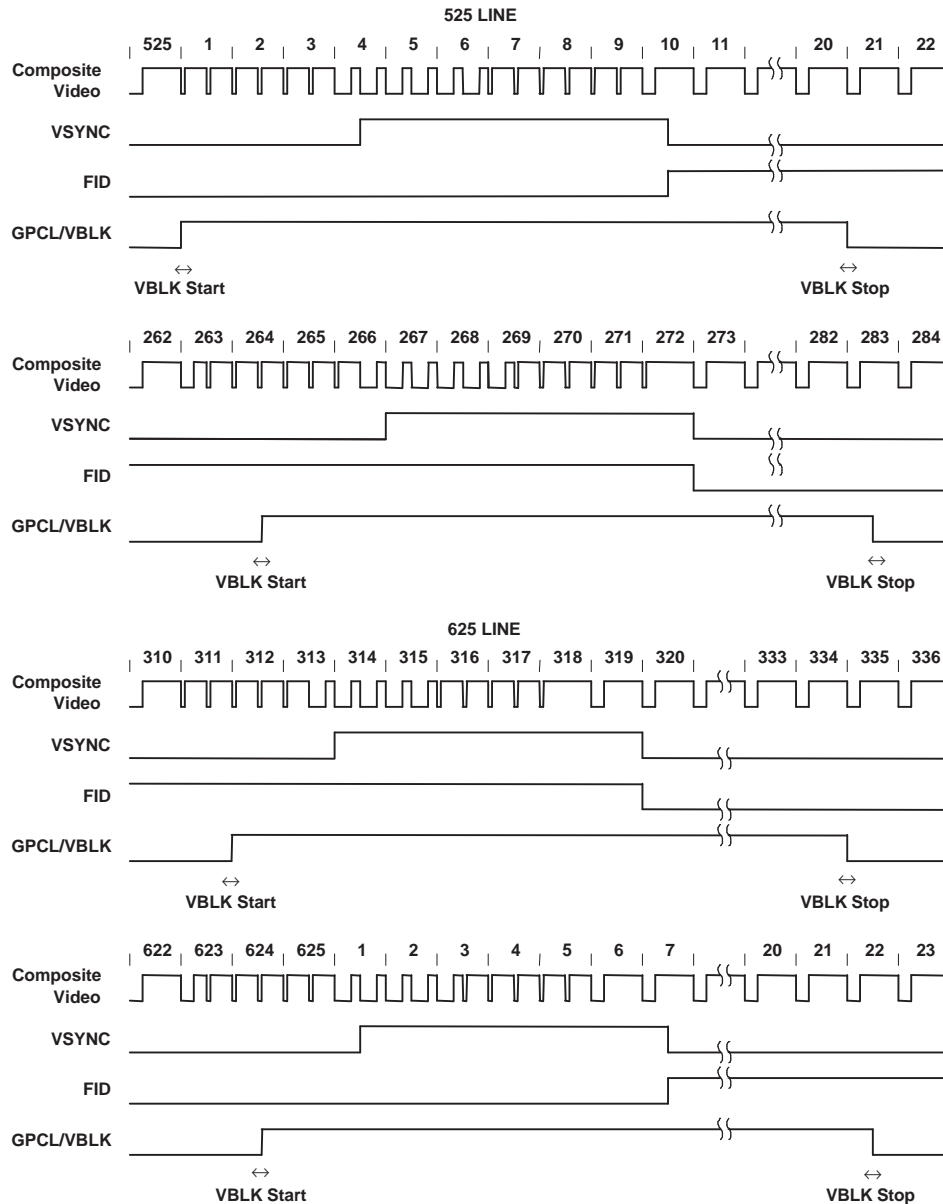 525 LINE
525 1 2 3 4 5 6 7 8 9 10 11 20 21 22
Composite
Video
VSYNC
FID
GPCL/VBLK
VBLK Start VBLK Stop
262 263 264 265 266 267 268 269 270 271 272 273 282 283 284
Composite
Video
VSYNC
FID
GPCL/VBLK
VBLK Start VBLK Stop
625 LINE
310 311 312 313 314 315 316 317 318 319 320 333 334 335 336
Composite
Video
VSYNC
FID
GPCL/VBLK
VBLK Start VBLK Stop
622 623 624 625 1 2 3 4 5 6 7 20 21 22 23
Composite
Video
VSYNC
FID
GPCL/VBLK
VBLK Start VBLK Stop